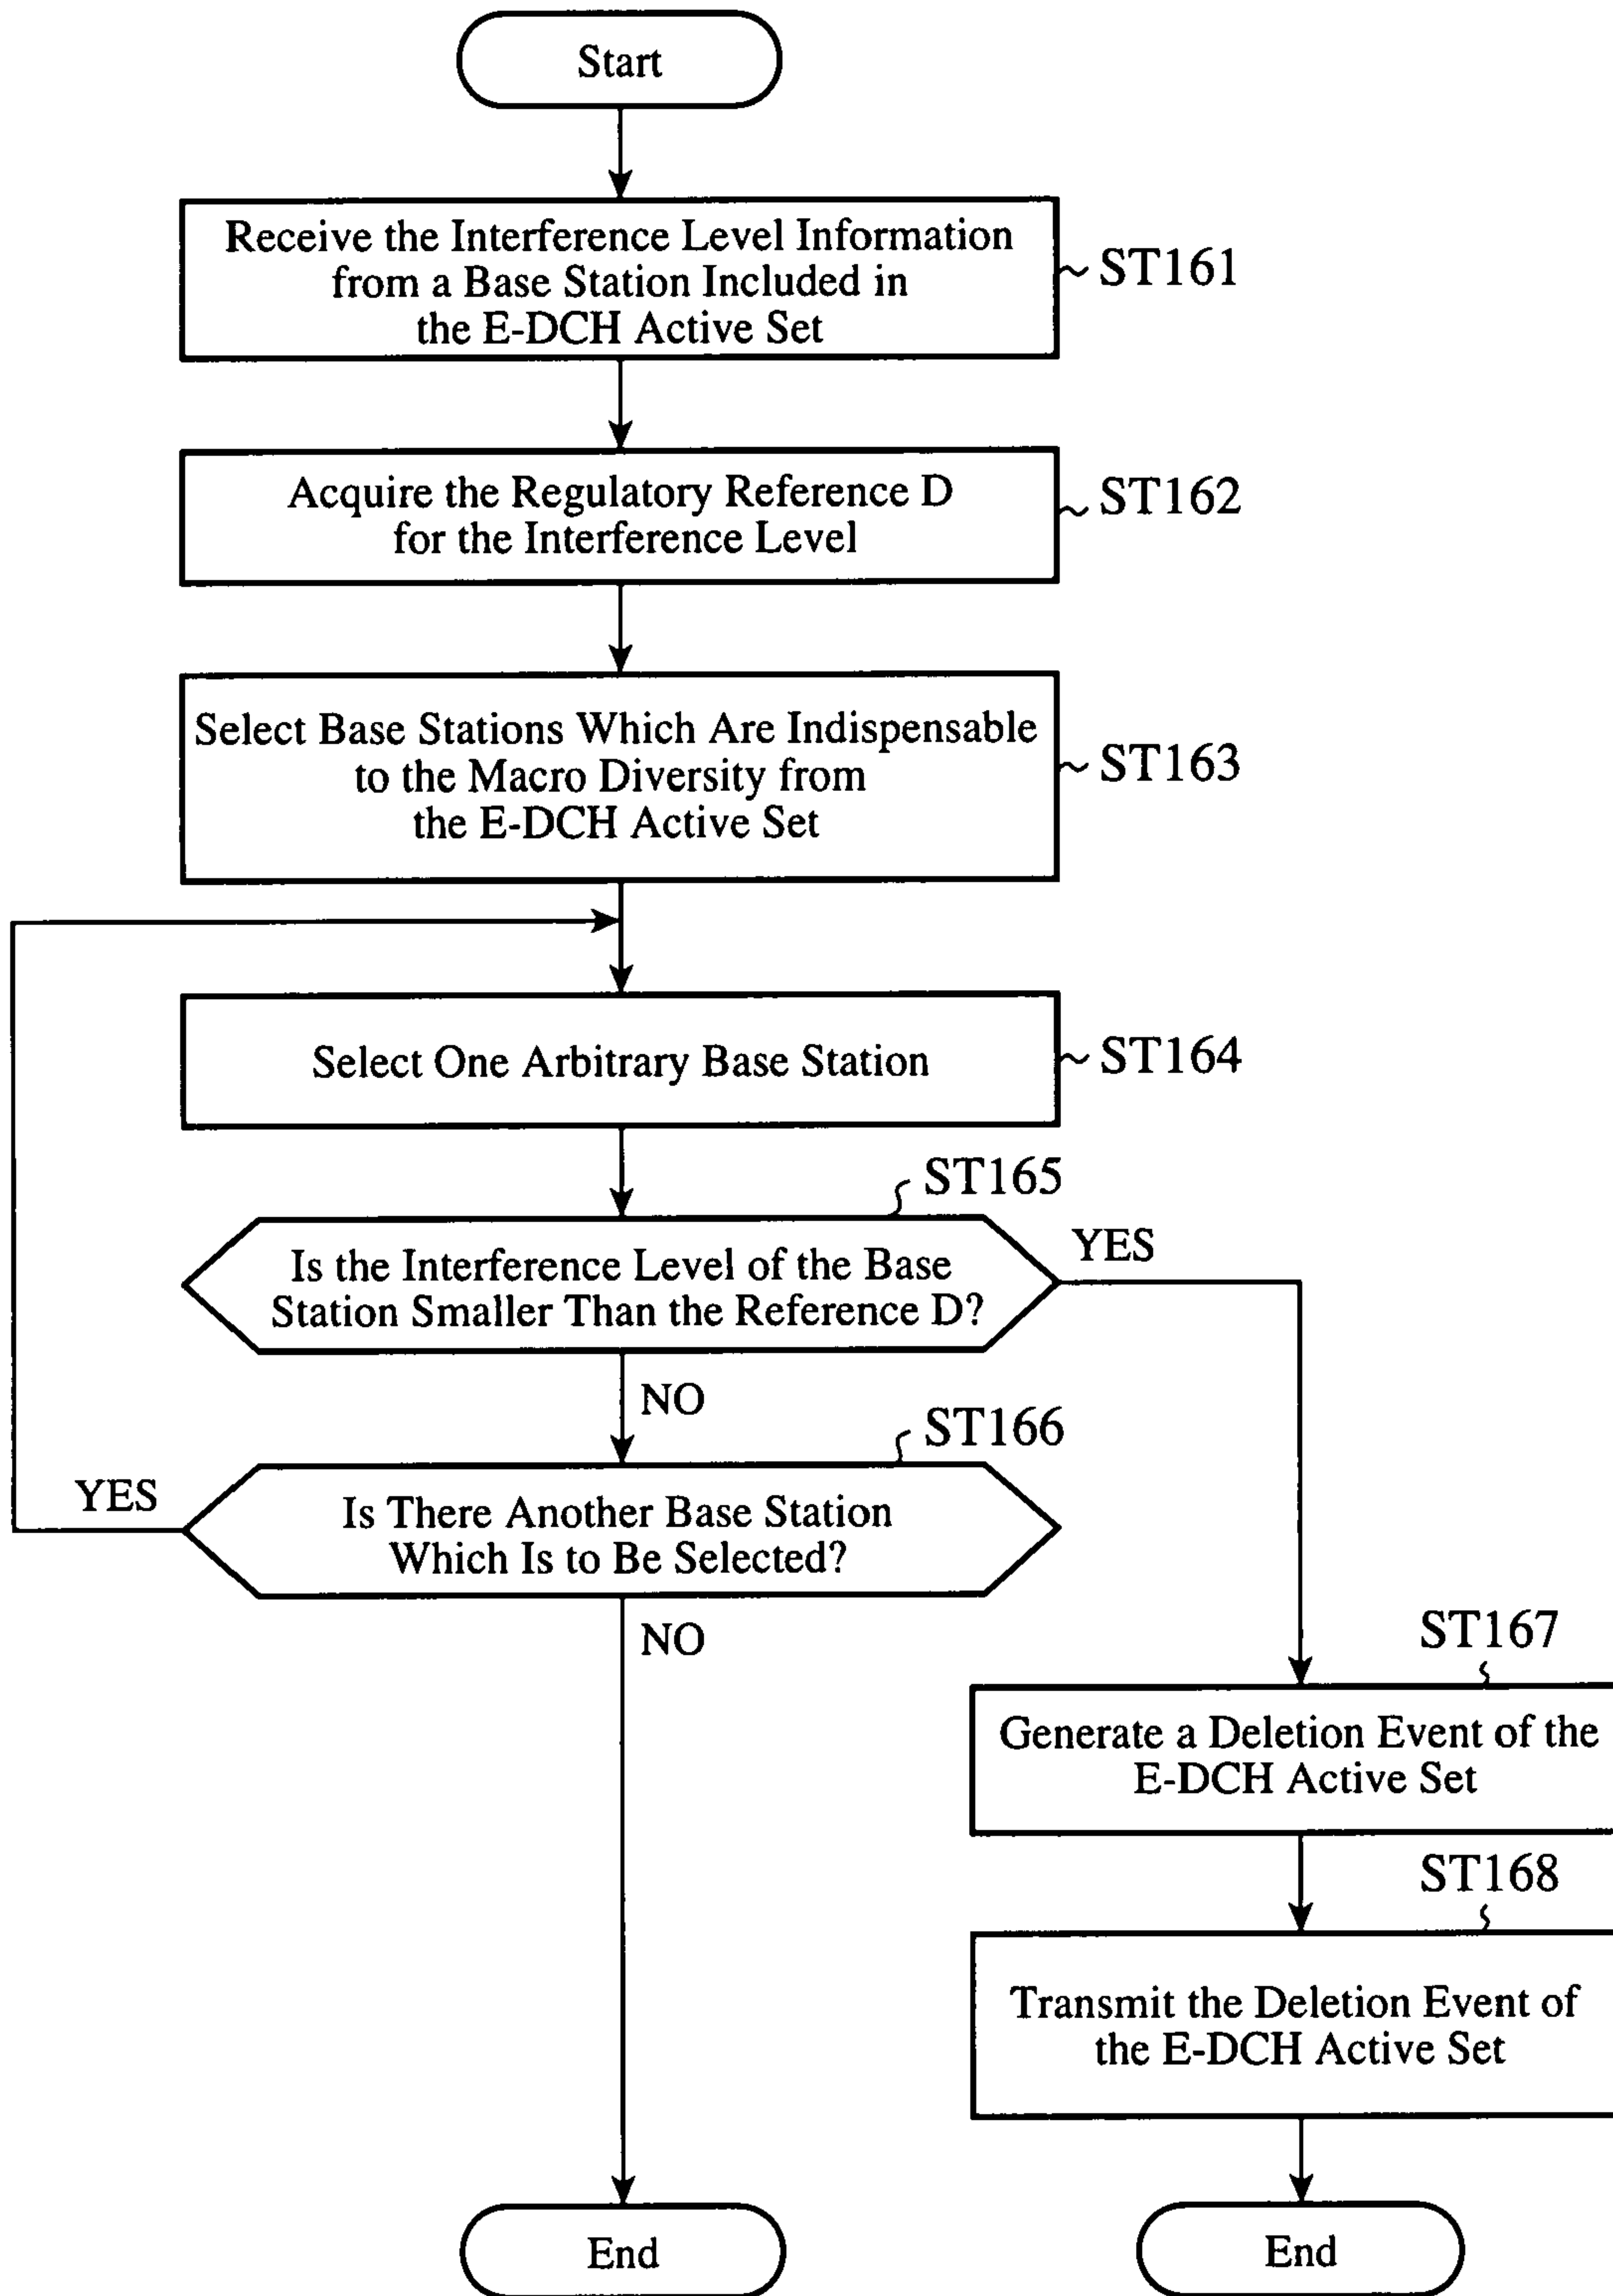 Start
Receive the Interference Level Information
from a Base Station Included in
the E-DCH Active Set
ST161
Acquire the Regulatory Reference D
for the Interference Level
ST162
Select Base Stations Which Are Indispensable
to the Macro Diversity from
the E-DCH Active Set
ST163
Select One Arbitrary Base Station
ST164
ST165
Is the Interference Level of the Base
Station Smaller Than the Reference D?
YES
NO
ST166
YES
Is There Another Base Station
Which Is to Be Selected?
NO
ST167
Generate a Deletion Event of the
E-DCH Active Set
ST168
Transmit the Deletion Event of
the E-DCH Active Set
End
End